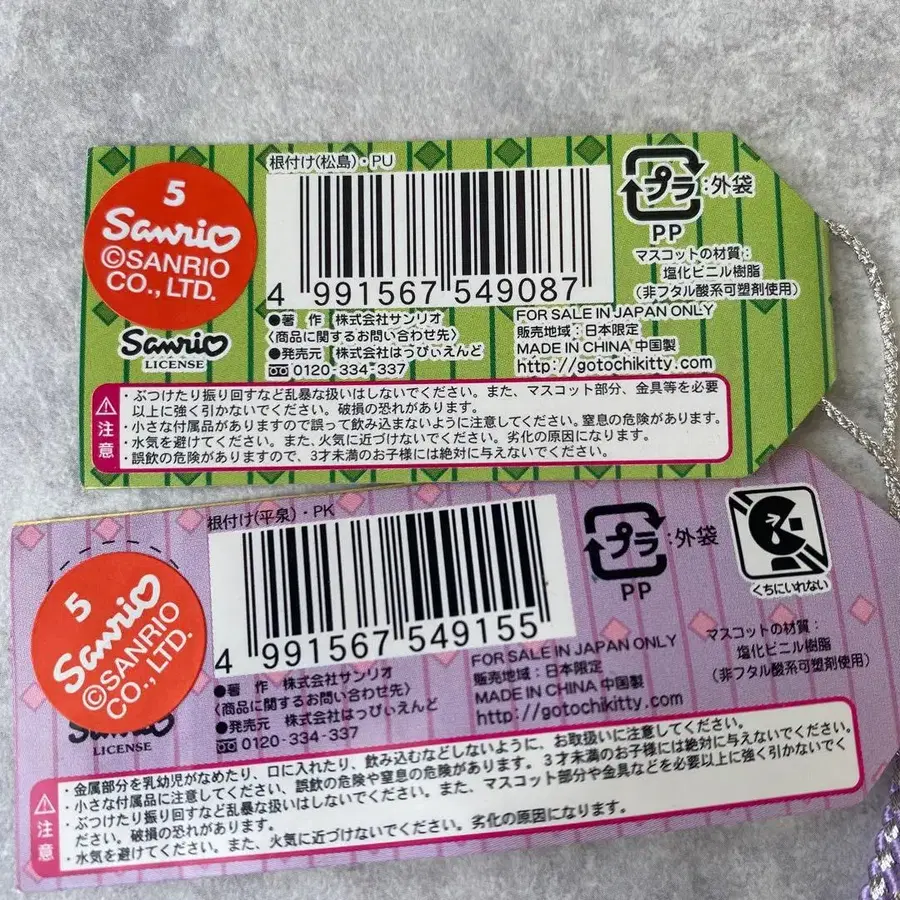 根付け(松島)・PU
5
Sanrio
©SANRIO
CO., LTD.
Sanrio
LICENSE
4 991567 549087
プラ :外袋
PP
マスコットの材質:
塩化ビニル樹脂
(非フタル酸系可塑剤使用)
●著 作 株式会社サンリオ
〈商品に関するお問い合わせ先〉
●発売元 株式会社はっぴぃえんど
0120-334-337
FOR SALE IN JAPAN ONLY
販売地域:日本限定
MADE IN CHINA 中国製
http://gotochikitty.com
注意
・ぶつけたり振り回すなど乱暴な扱いはしないでください。また、マスコット部分、金具等を必要
以上に強く引かないでください。破損の恐れがあります。
・小さな付属品がありますので誤って飲み込まないように注意してください。窒息の危険があります。
・水気を避けてください。また、火気に近づけないでください。劣化の原因になります。
・誤飲の危険がありますので、3才未満のお子様には絶対に与えないでください。
根付け(平泉)・PK
5
Sanrio
©SANRIO
CO., LTD.
Sanrio
LICENSE
4 991567 549155
プラ :外袋
PP
くちにいれない
マスコットの材質:
塩化ビニル樹脂
(非フタル酸系可塑剤使用)
●著 作 株式会社サンリオ
〈商品に関するお問い合わせ先〉
●発売元 株式会社はっぴぃえんど
0120-334-337
FOR SALE IN JAPAN ONLY
販売地域:日本限定
MADE IN CHINA 中国製
http://gotochikitty.com
注意
・金属部分を乳幼児がなめたり、口に入れたり、飲み込むなどしないように、お取扱いに注意してください。
・小さな付属品に注意してください、誤飲の危険や窒息の危険があります。3才未満のお子様には絶対に与えないでください。
・ぶつけたり振り回すなど乱暴な扱いはしないでください。また、マスコット部分や金具などを必要以上に強く引かないでく
ださい。破損の恐れがあります。
・水気を避けてください。また、火気に近づけないでください。劣化の原因になります。